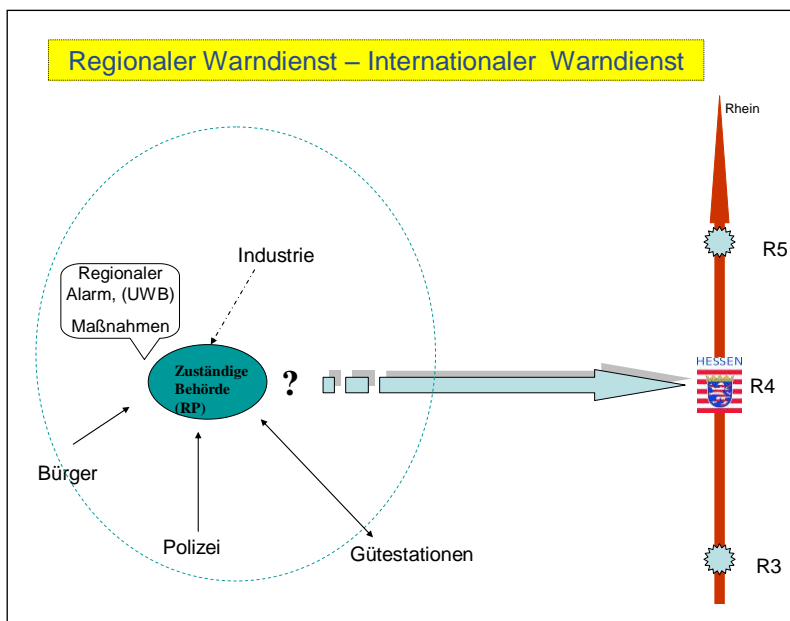 Regionaler Warndienst – Internationaler Warndienst
Rhein
R5
Industrie
Regionaler
Alarm, (UWB)
Maßnahmen
HESSEN
R4
Zuständige
Behörde
(RP)
?
Bürger
Polizei
Gütestationen
R3